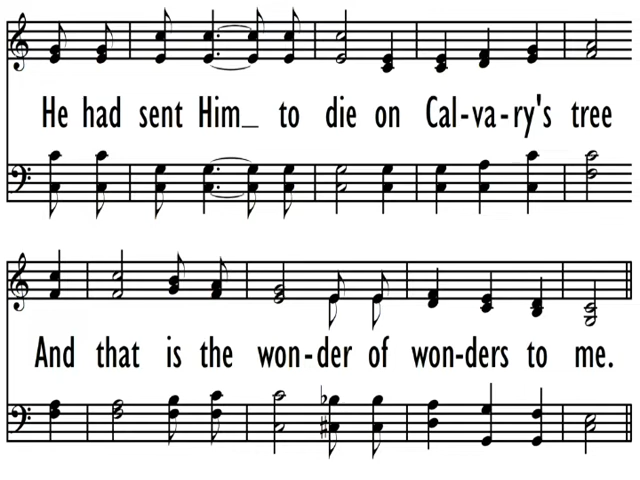 He had sent Him_ to die on Cal-va-ry's tree
And that is the won-der of won-ders to me.